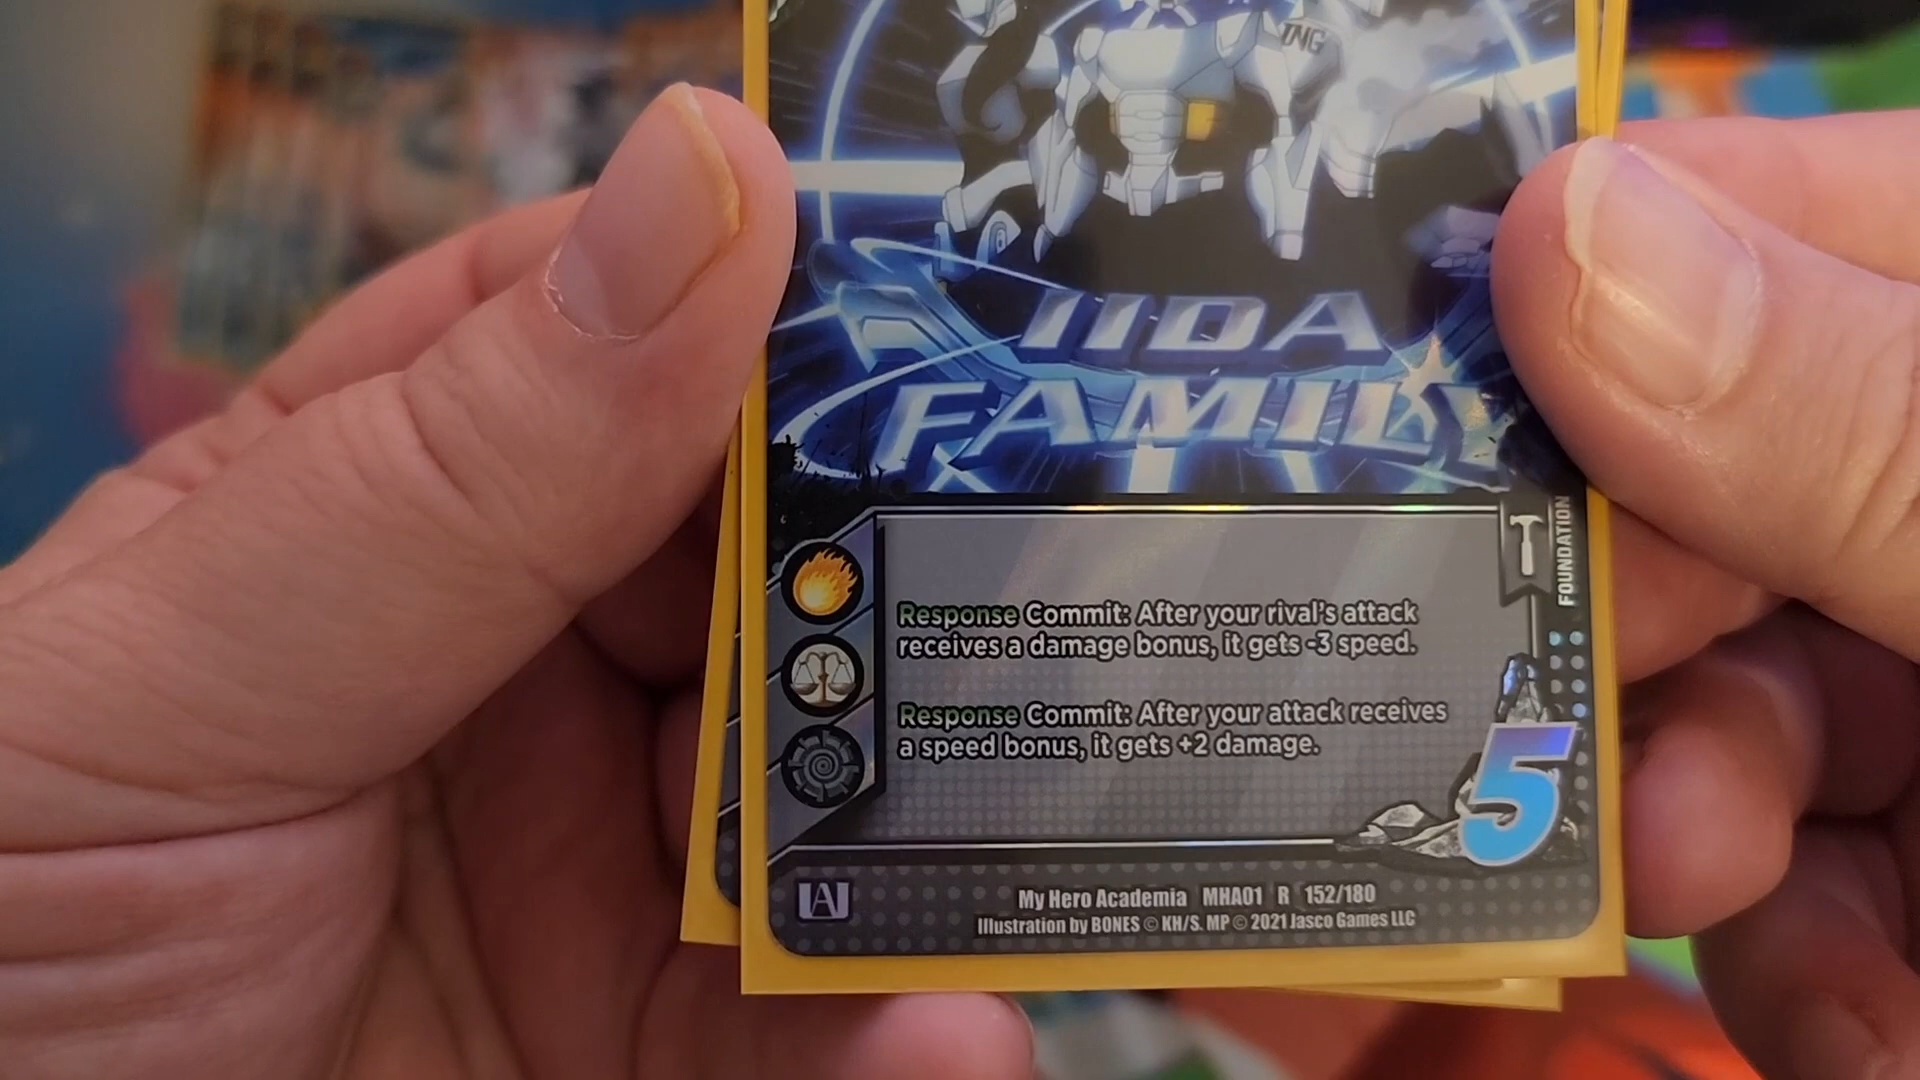 ING
IIDA
FAMILY
FOUNDATION
Response Commit: After your rival's attack
receives a damage bonus, it gets -3 speed.
Response Commit: After your attack receives
a speed bonus, it gets +2 damage.
5
UA
My Hero Academia MHA01 R 152/180
Illustration by BONES © KH/S. MP © 2021 Jasco Games LLC